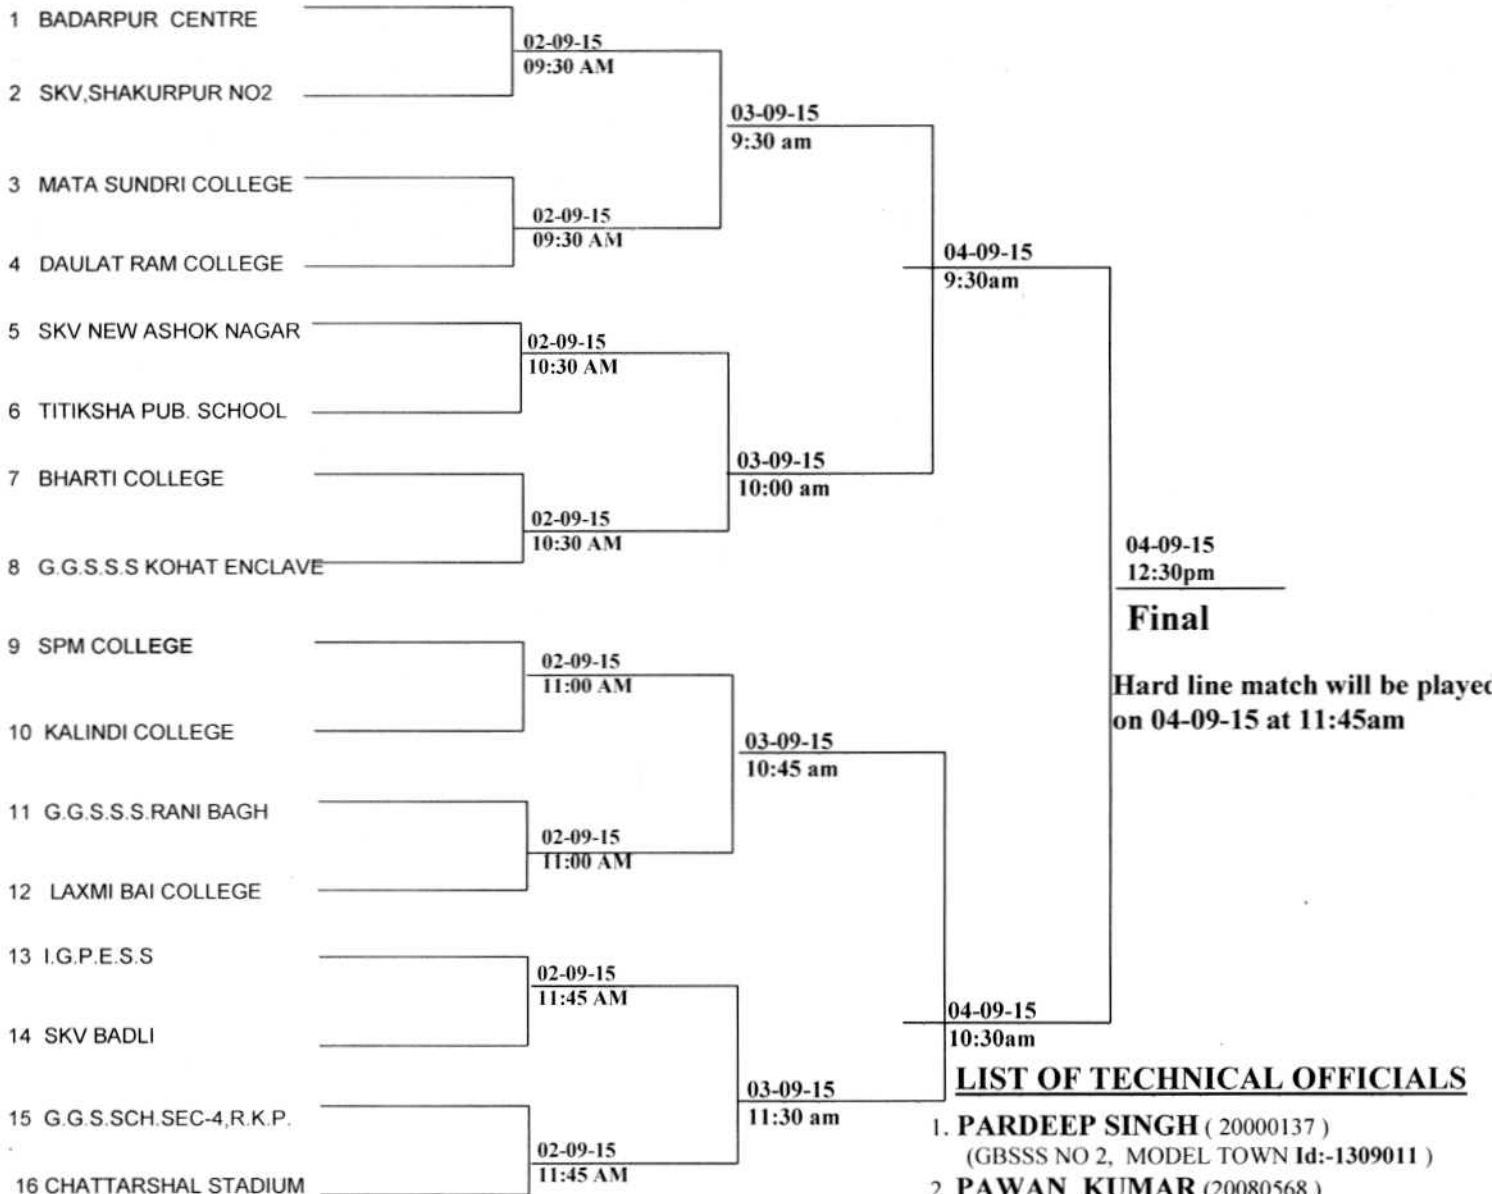 1 BADARPUR CENTRE
02-09-15
09:30 AM
2 SKV,SHAKURPUR NO2
03-09-15
9:30 am
3 MATA SUNDRI COLLEGE
02-09-15
09:30 AM
4 DAULAT RAM COLLEGE
04-09-15
9:30am
5 SKV NEW ASHOK NAGAR
02-09-15
10:30 AM
6 TITIKSHA PUB. SCHOOL
7 BHARTI COLLEGE
03-09-15
10:00 am
02-09-15
10:30 AM
8 G.G.S.S.S KOHAT ENCLAVE
04-09-15
12:30pm
Final
9 SPM COLLEGE
02-09-15
11:00 AM
Hard line match will be played
on 04-09-15 at 11:45am
10 KALINDI COLLEGE
03-09-15
10:45 am
11 G.G.S.S.S.RANI BAGH
02-09-15
11:00 AM
12 LAXMI BAI COLLEGE
13 I.G.P.E.S.S
02-09-15
11:45 AM
14 SKV BADLI
04-09-15
10:30am
03-09-15
11:30 am
15 G.G.S.SCH.SEC-4,R.K.P.
02-09-15
11:45 AM
16 CHATTARSHAL STADIUM
LIST OF TECHNICAL OFFICIALS
1. PARDEEP SINGH ( 20000137 )
(GBSSS NO 2, MODEL TOWN Id:-1309011 )
2. PAWAN KUMAR (20080568 )